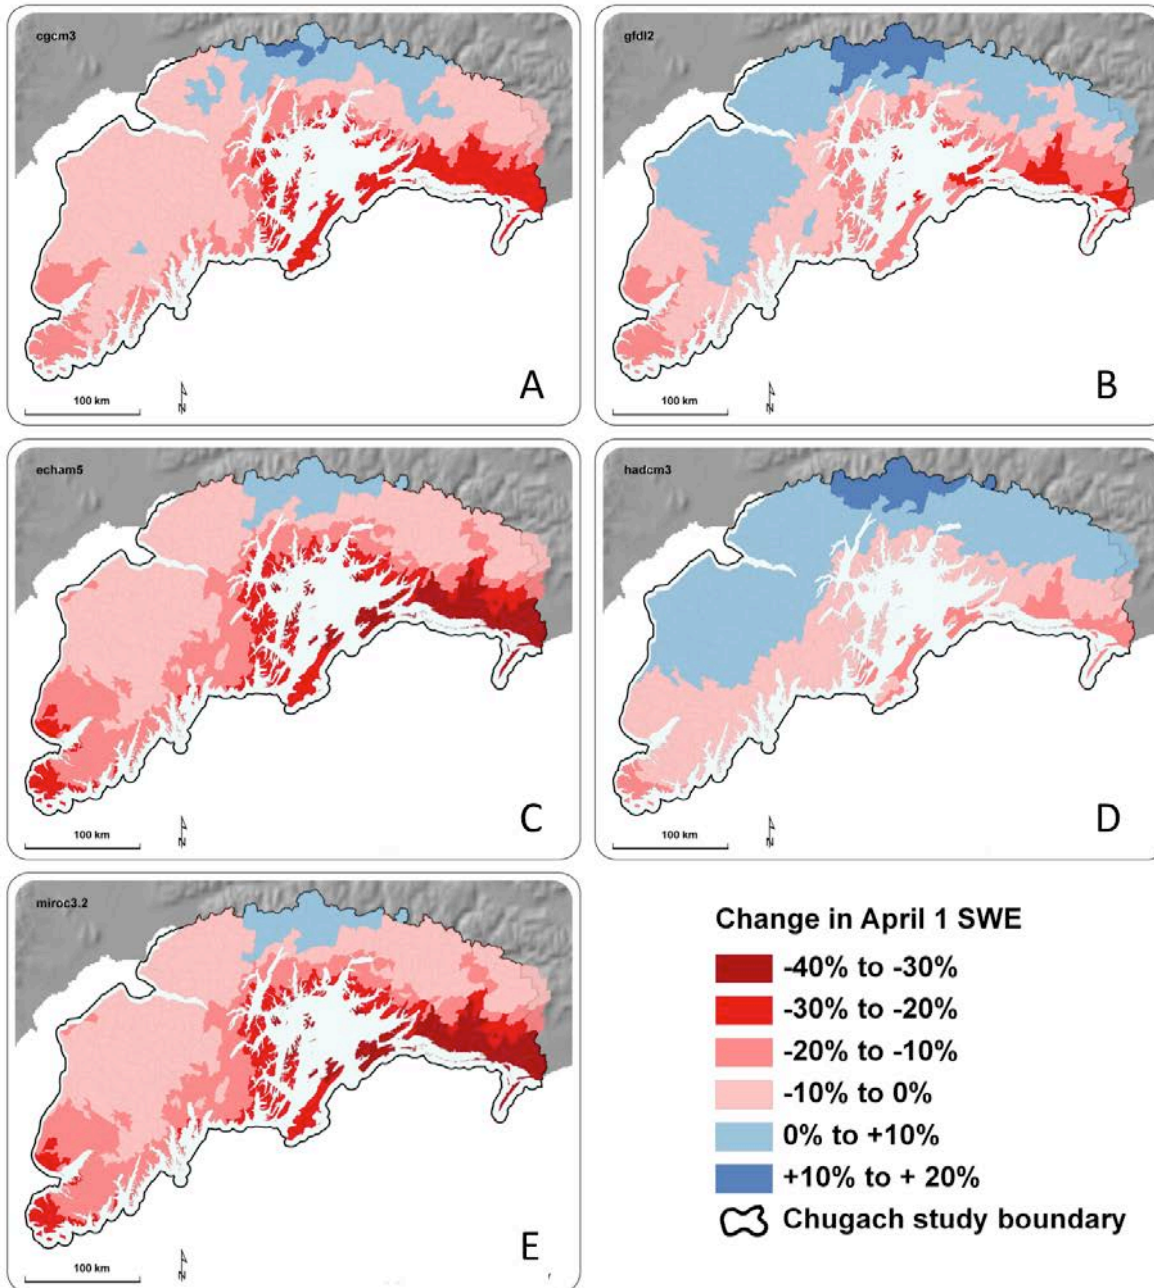 cgcm3
100 km
N
A
gfdl2
100 km
N
B
echam5
100 km
N
C
hadcm3
100 km
N
D
miroc3.2
100 km
N
E
Change in April 1 SWE
-40% to -30%
-30% to -20%
-20% to -10%
-10% to 0%
0% to +10%
+10% to + 20%
Chugach study boundary